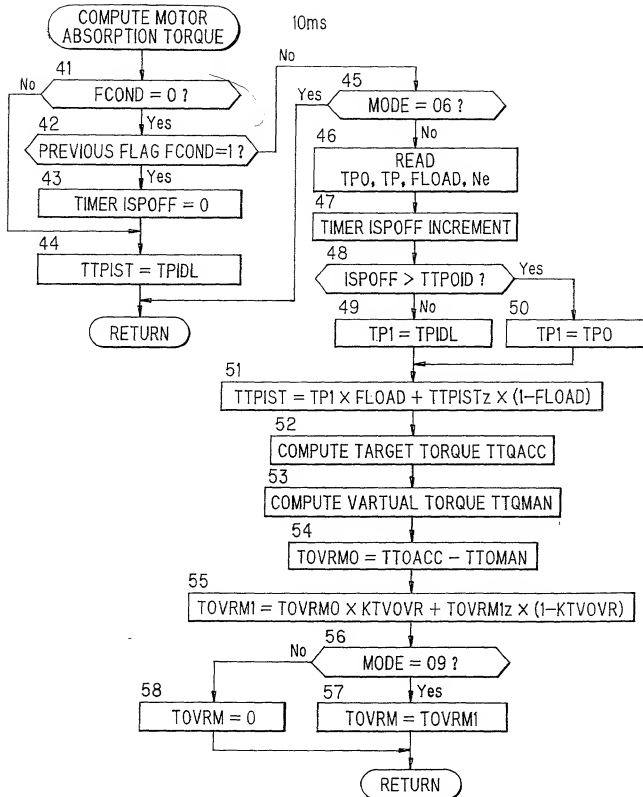 COMPUTE MOTOR
ABSORPTION TORQUE
10ms
41
No
FCOND = 0 ?
Yes
42
No
PREVIOUS FLAG FCOND=1 ?
Yes
43
TIMER ISPOFF = 0
44
TTPIST = TPIDL
RETURN
45
Yes
MODE = 06 ?
No
46
READ
TPO, TP, FLOAD, Ne
47
TIMER ISPOFF INCREMENT
48
ISPOFF > TTPOID ?
Yes
49
No
50
TP1 = TPIDL
TP1 = TPO
51
TTPIST = TP1 × FLOAD + TTPISTz × (1-FLOAD)
52
COMPUTE TARGET TORQUE TTQACC
53
COMPUTE VARTUAL TORQUE TTQMAN
54
TOVRMO = TTOACC - TTOMAN
55
TOVRM1 = TOVRMO × KTVOVR + TOVRM1z × (1-KTVOVR)
56
No
MODE = 09 ?
58
57
Yes
TOVRM = 0
TOVRM = TOVRM1
RETURN